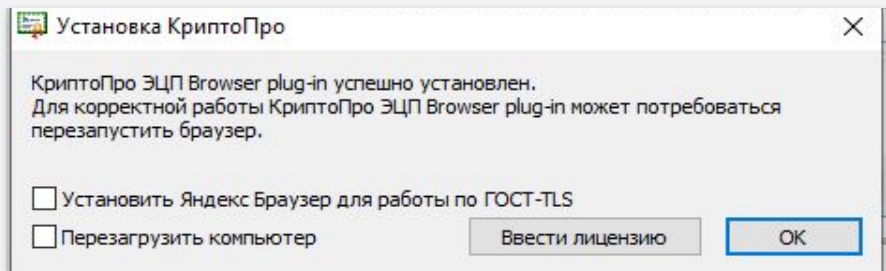 Установка КриптоПро
КриптоПро ЭЦП Browser plug-in успешно установлен.
Для корректной работы КриптоПро ЭЦП Browser plug-in может потребоваться
перезапустить браузер.
Установить Яндекс Браузер для работы по ГОСТ-TLS
Перезагрузить компьютер
Ввести лицензию
OK